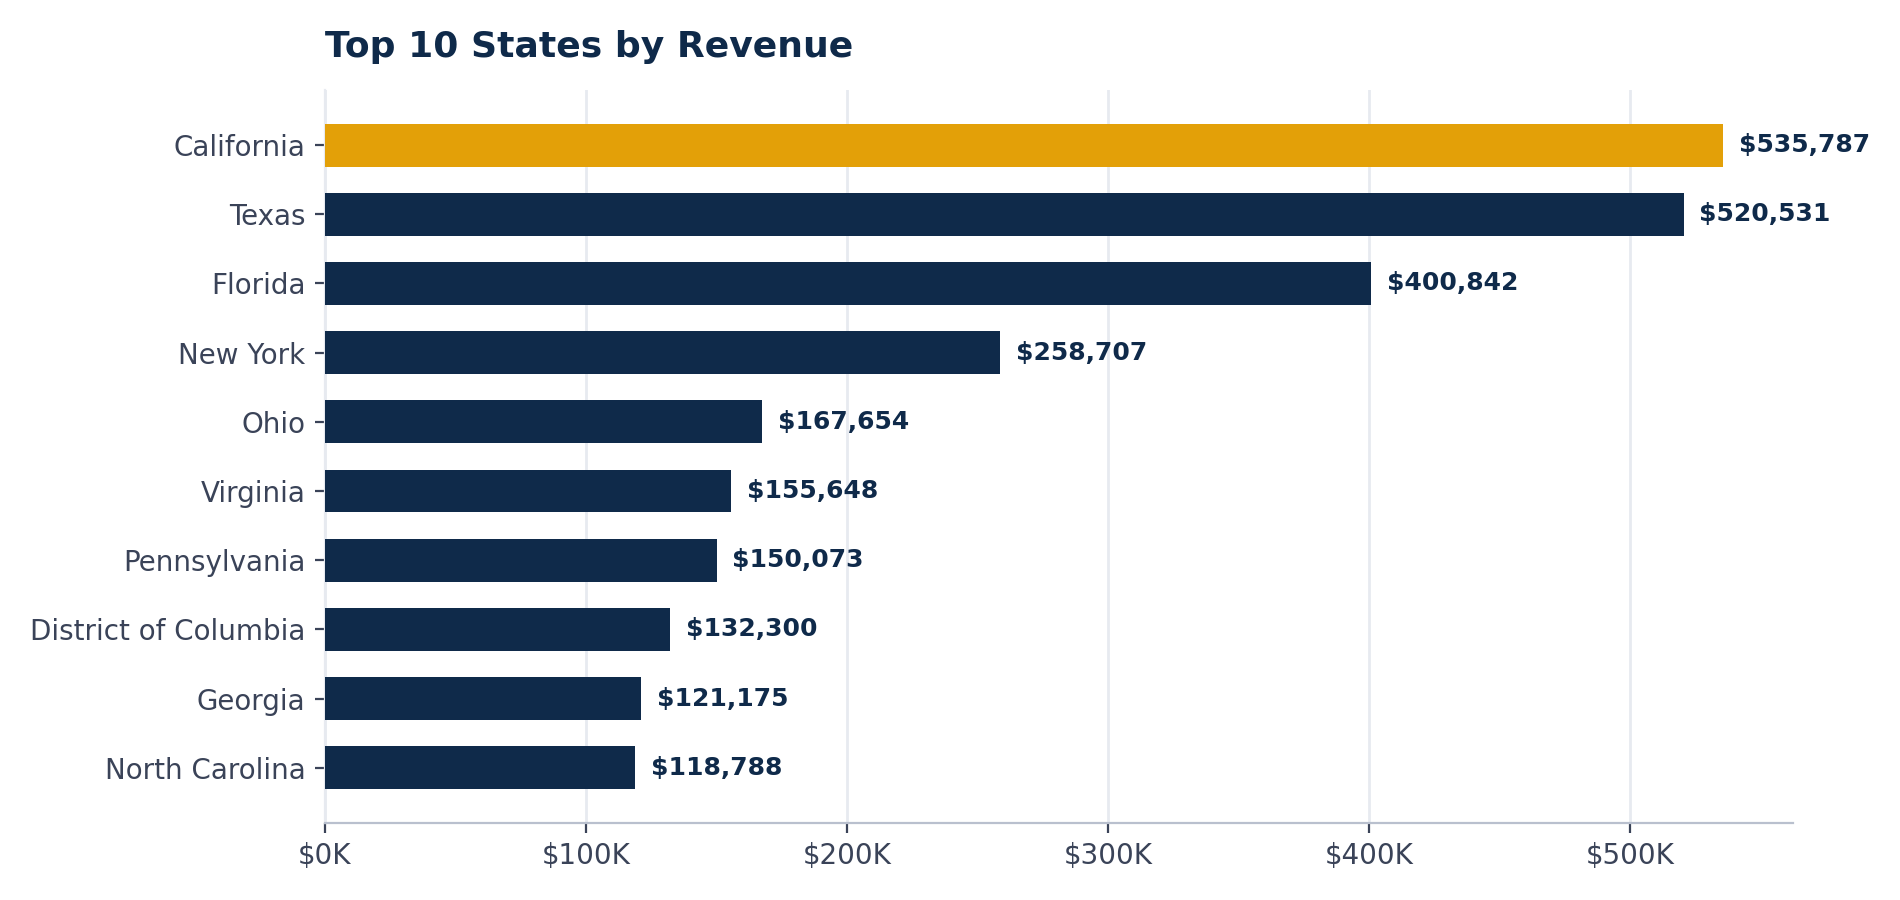 Top 10 States by Revenue
California $535,787
Texas $520,531
Florida $400,842
New York $258,707
Ohio $167,654
Virginia $155,648
Pennsylvania $150,073
District of Columbia $132,300
Georgia $121,175
North Carolina $118,788
$0K $100K $200K $300K $400K $500K